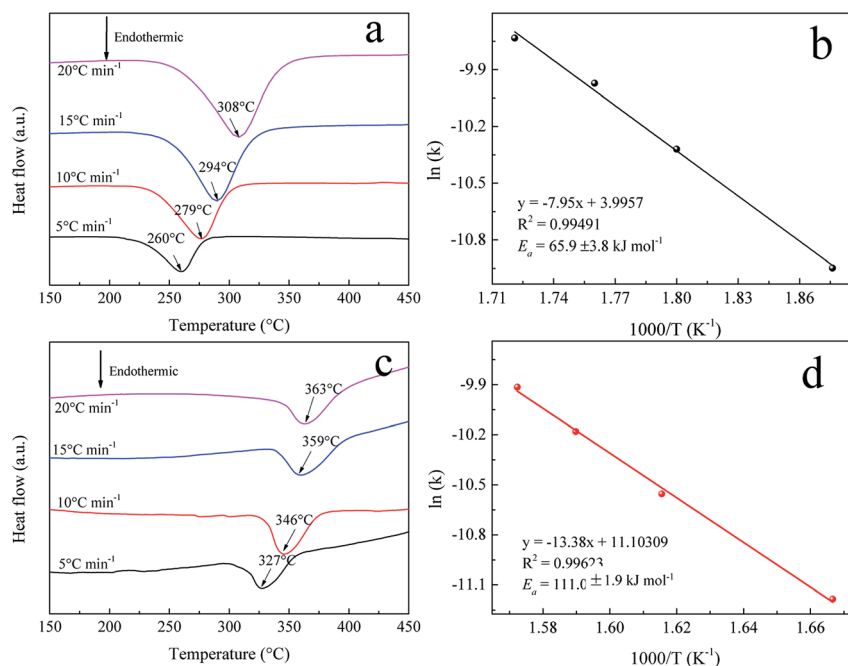 a
Endothermic
20°C min⁻¹
308°C
15°C min⁻¹
294°C
10°C min⁻¹
279°C
5°C min⁻¹
260°C
Heat flow (a.u.)
150 200 250 300 350 400 450
Temperature (°C)
b
-9.9
-10.2
-10.5
-10.8
ln (k)
y = -7.95x + 3.9957
R² = 0.99491
Eₐ = 65.9 ±3.8 kJ mol⁻¹
1.71 1.74 1.77 1.80 1.83 1.86
1000/T (K⁻¹)
c
Endothermic
363°C
20°C min⁻¹
359°C
15°C min⁻¹
346°C
10°C min⁻¹
327°C
5°C min⁻¹
Heat flow (a.u.)
150 200 250 300 350 400 450
Temperature (°C)
d
-9.9
-10.2
-10.5
-10.8
-11.1
ln (k)
y = -13.38x + 11.10309
R² = 0.99623
Eₐ = 111.0 ± 1.9 kJ mol⁻¹
1.58 1.60 1.62 1.64 1.66
1000/T (K⁻¹)